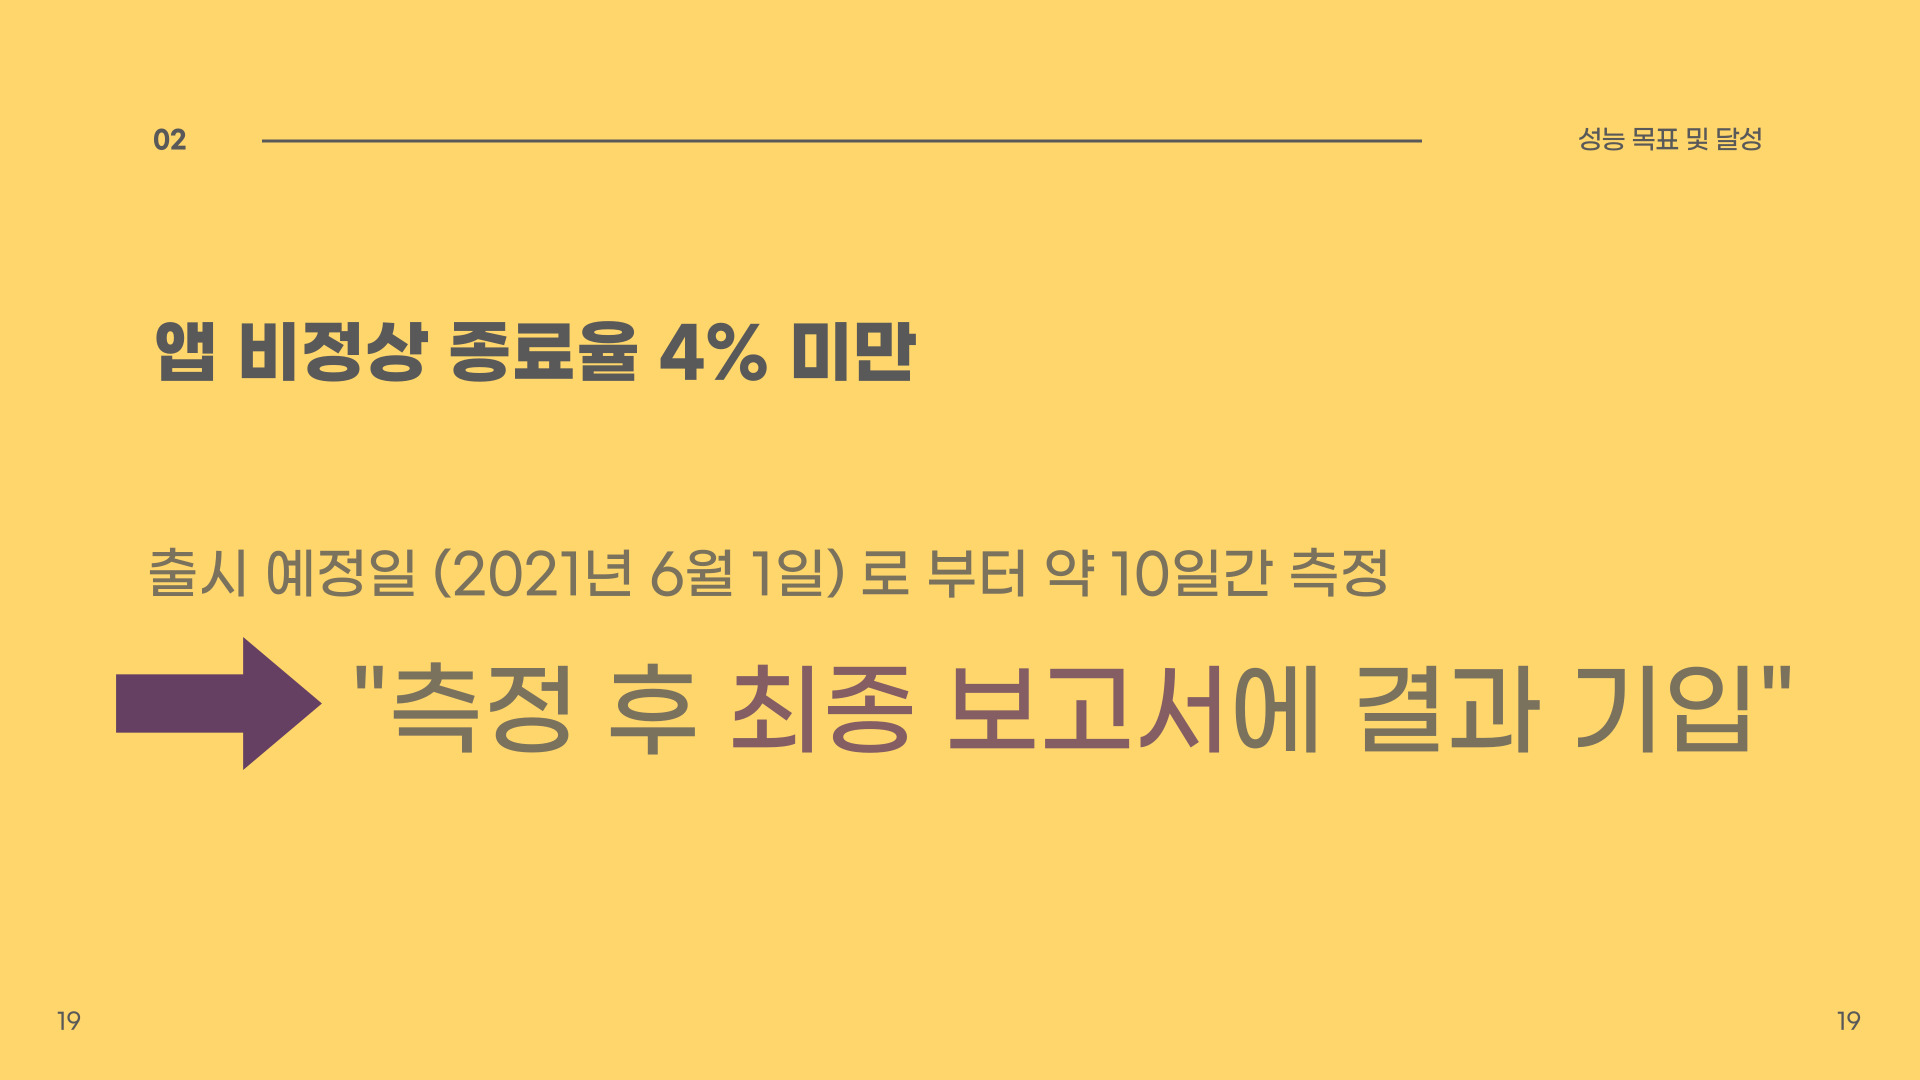 02
성능 목표 및 달성
앱 비정상 종료율 4% 미만
출시 예정일 (2021년 6월 1일) 로 부터 약 10일간 측정
"측정 후 최종 보고서에 결과 기입"
19
19